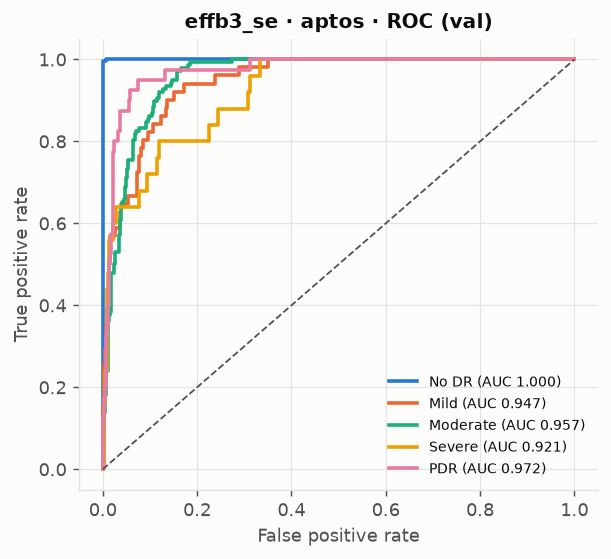 effb3_se · aptos · ROC (val)
True positive rate
1.0
0.8
0.6
0.4
0.2
0.0
No DR (AUC 1.000)
Mild (AUC 0.947)
Moderate (AUC 0.957)
Severe (AUC 0.921)
PDR (AUC 0.972)
0.0 0.2 0.4 0.6 0.8 1.0
False positive rate